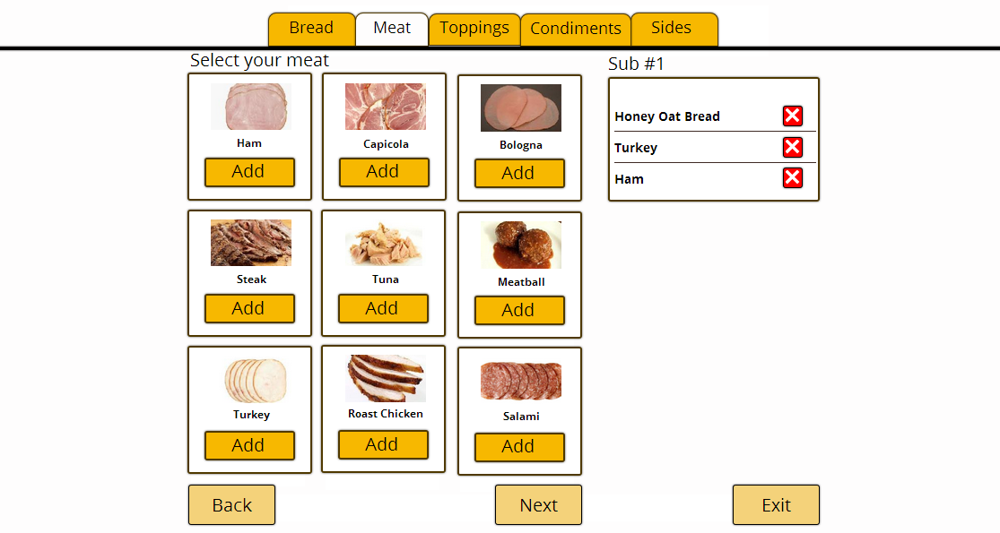 Bread Meat Toppings Condiments Sides
Select your meat
Sub #1
Ham Capicola Bologna
Add Add Add
Honey Oat Bread
Turkey
Ham
Steak Tuna Meatball
Add Add Add
Turkey Roast Chicken Salami
Add Add Add
Back Next Exit